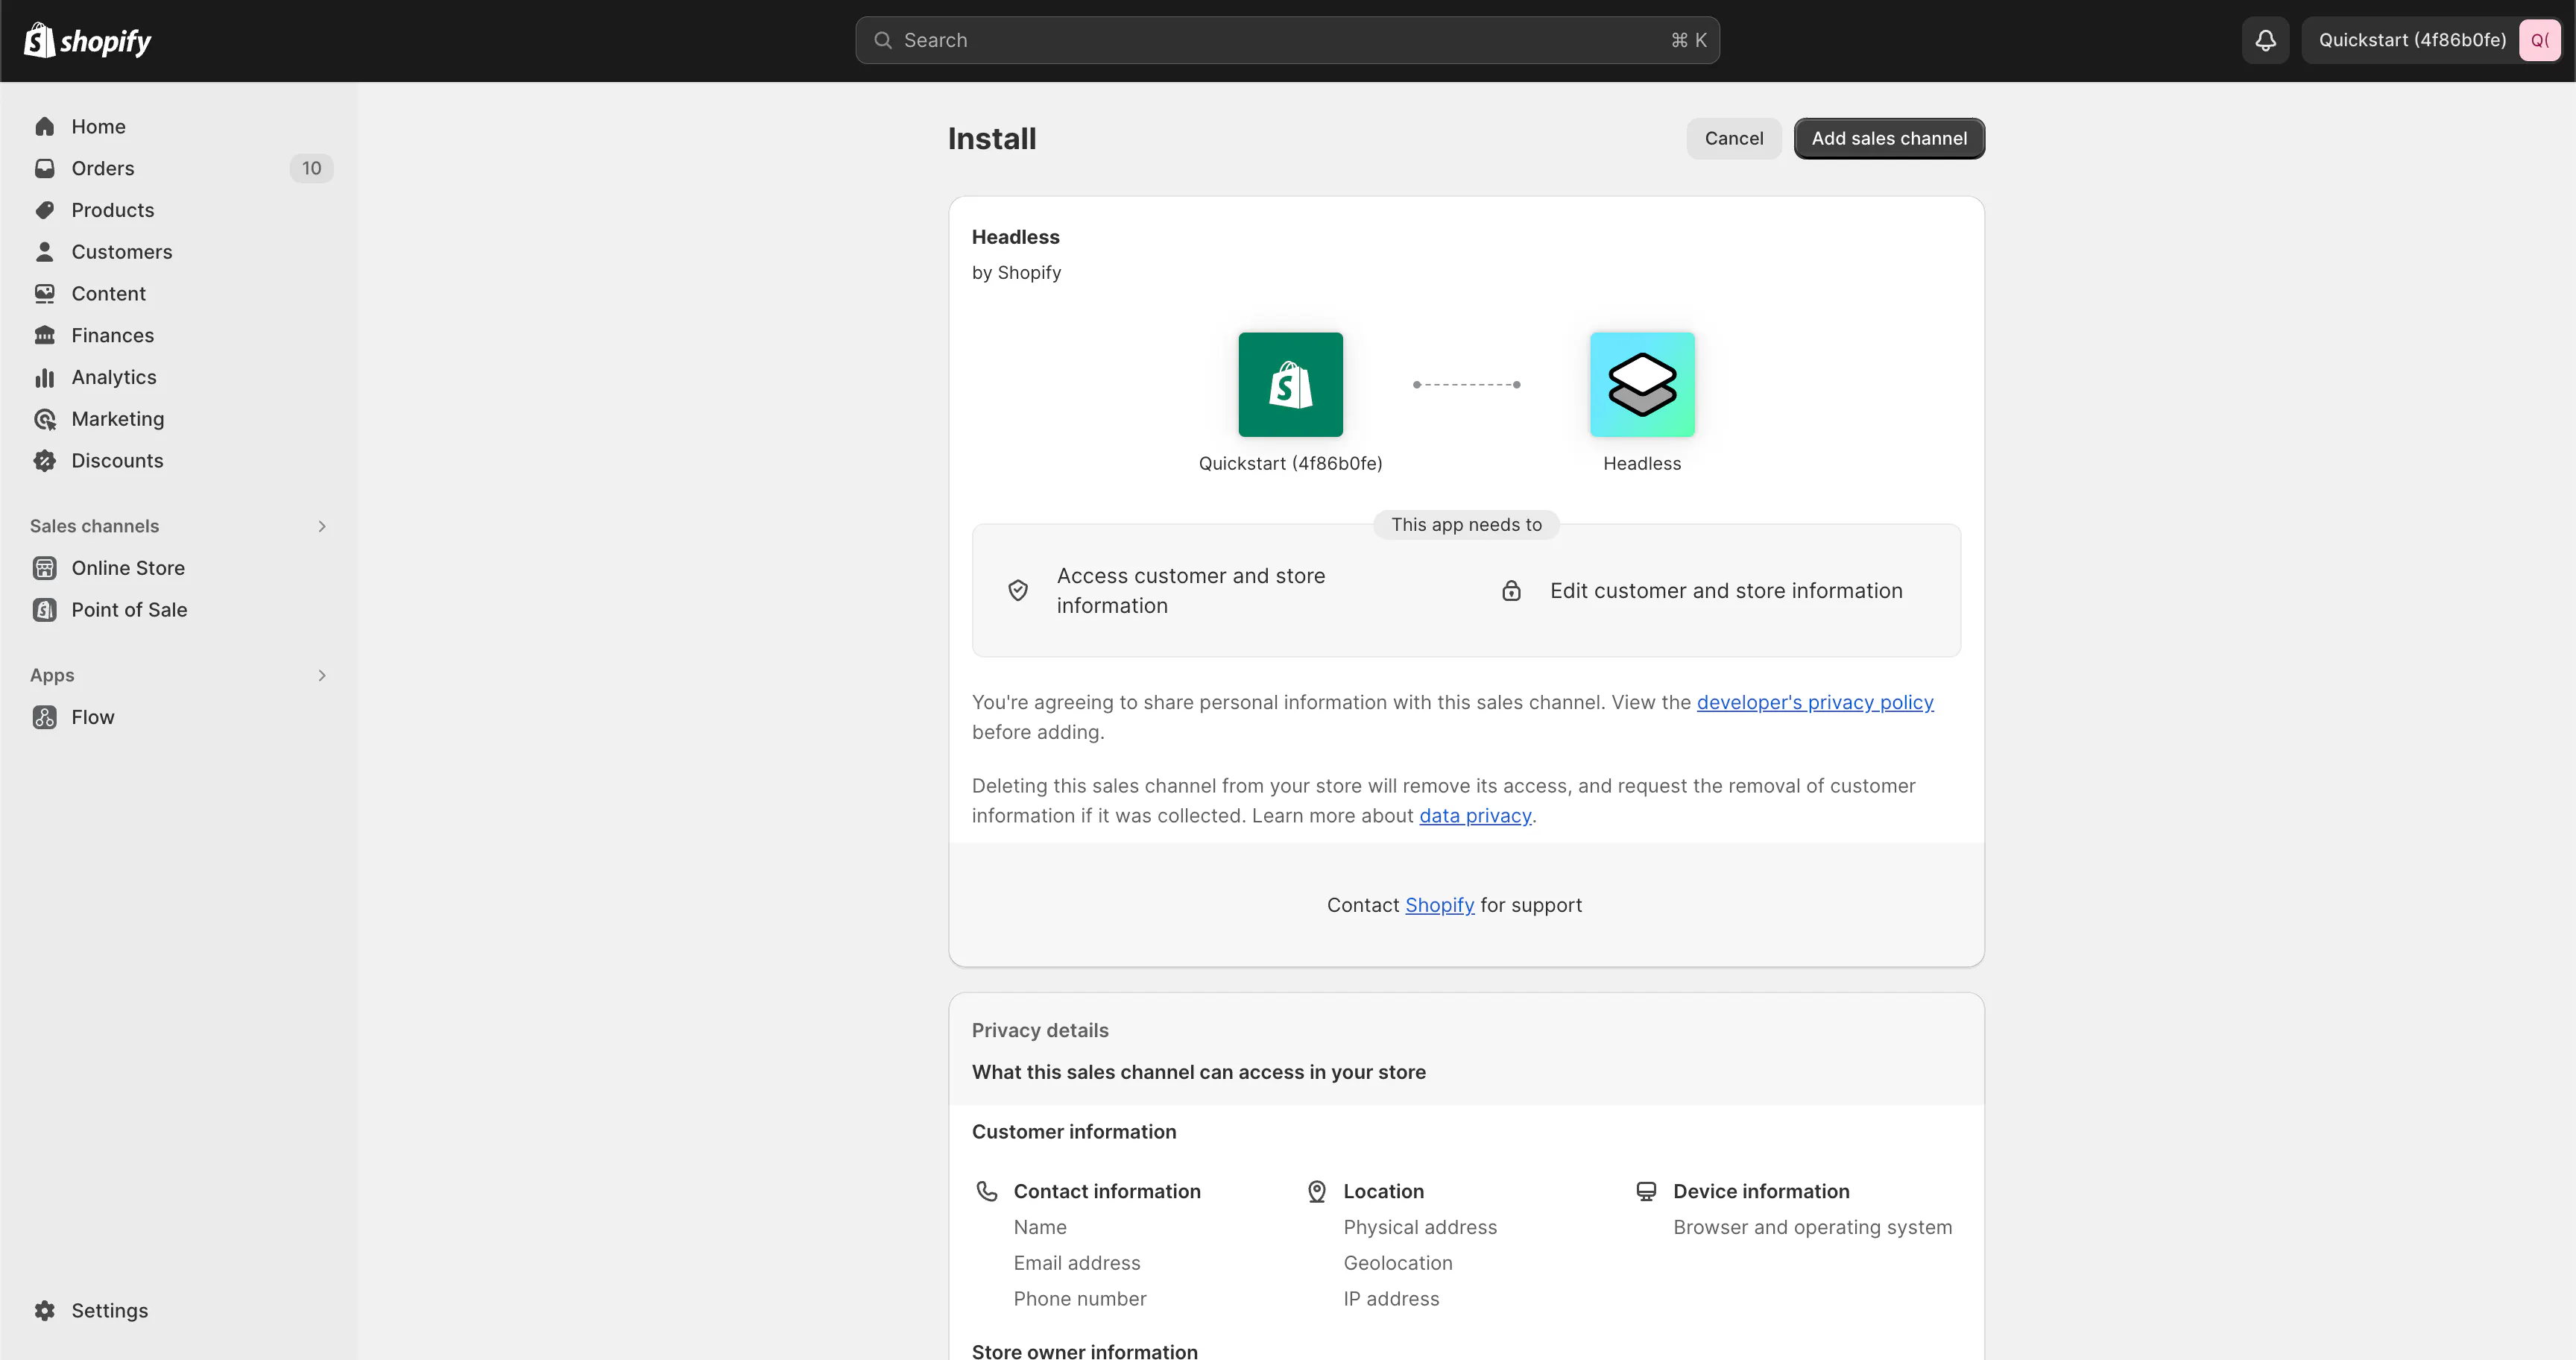 shopify
Search
⌘ K
Quickstart (4f86b0fe)
Q(
Home
Orders
10
Products
Customers
Content
Finances
Analytics
Marketing
Discounts
Sales channels
Online Store
Point of Sale
Apps
Flow
Settings
Install
Cancel
Add sales channel
Headless
by Shopify
Quickstart (4f86b0fe)
Headless
This app needs to
Access customer and store
information
Edit customer and store information
You're agreeing to share personal information with this sales channel. View the developer's privacy policy
before adding.
Deleting this sales channel from your store will remove its access, and request the removal of customer
information if it was collected. Learn more about data privacy.
Contact Shopify for support
Privacy details
What this sales channel can access in your store
Customer information
Contact information
Name
Email address
Phone number
Location
Physical address
Geolocation
IP address
Device information
Browser and operating system
Store owner information